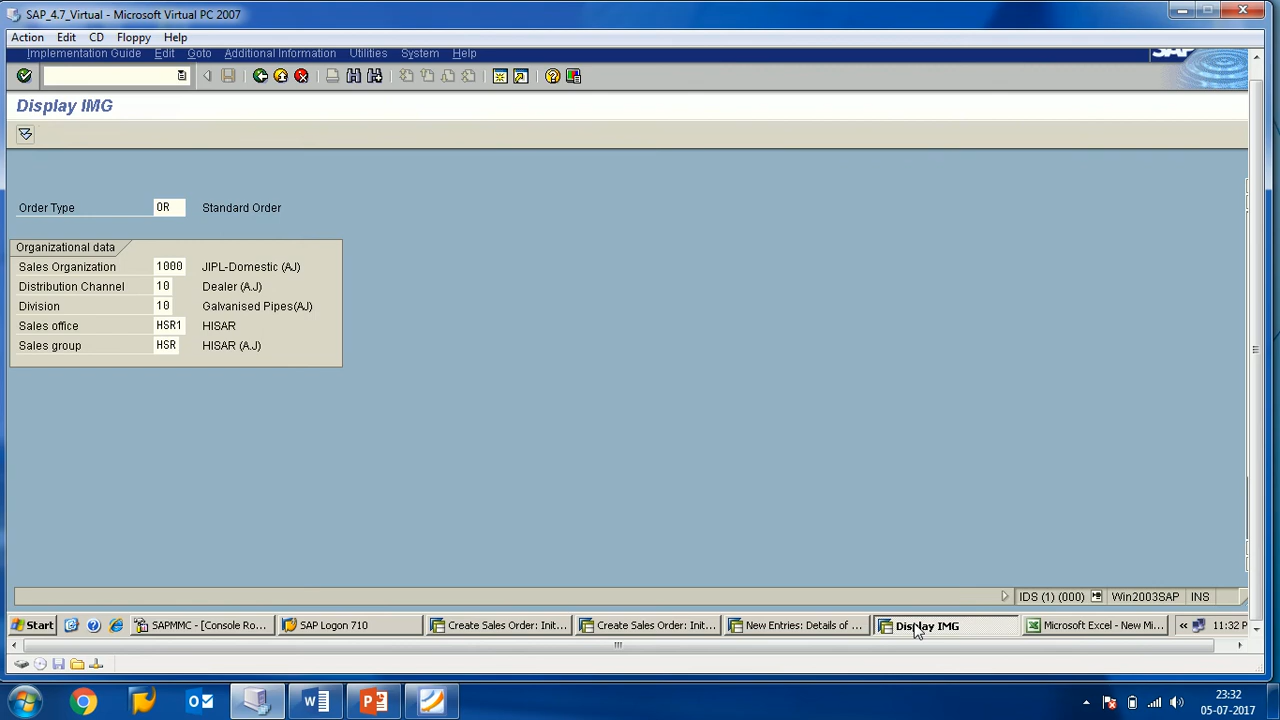 SAP_4.7_Virtual - Microsoft Virtual PC 2007
Action Edit CD Floppy Help
Implementation Guide Edit Goto Additional Information Utilities System Help
SAP
Display IMG
Order Type OR Standard Order
Organizational data
Sales Organization 1000 JIPL-Domestic (AJ)
Distribution Channel 10 Dealer (A.J)
Division 10 Galvanised Pipes(AJ)
Sales office HSR1 HISAR
Sales group HSR HISAR (A.J)
IDS (1) (000) Win2003SAP INS
Start SAPMMC - [Console Ro... SAP Logon 710 Create Sales Order: Init... Create Sales Order: Init... New Entries: Details of ... Display IMG Microsoft Excel - New Mi... « 11:32 P
23:32
05-07-2017